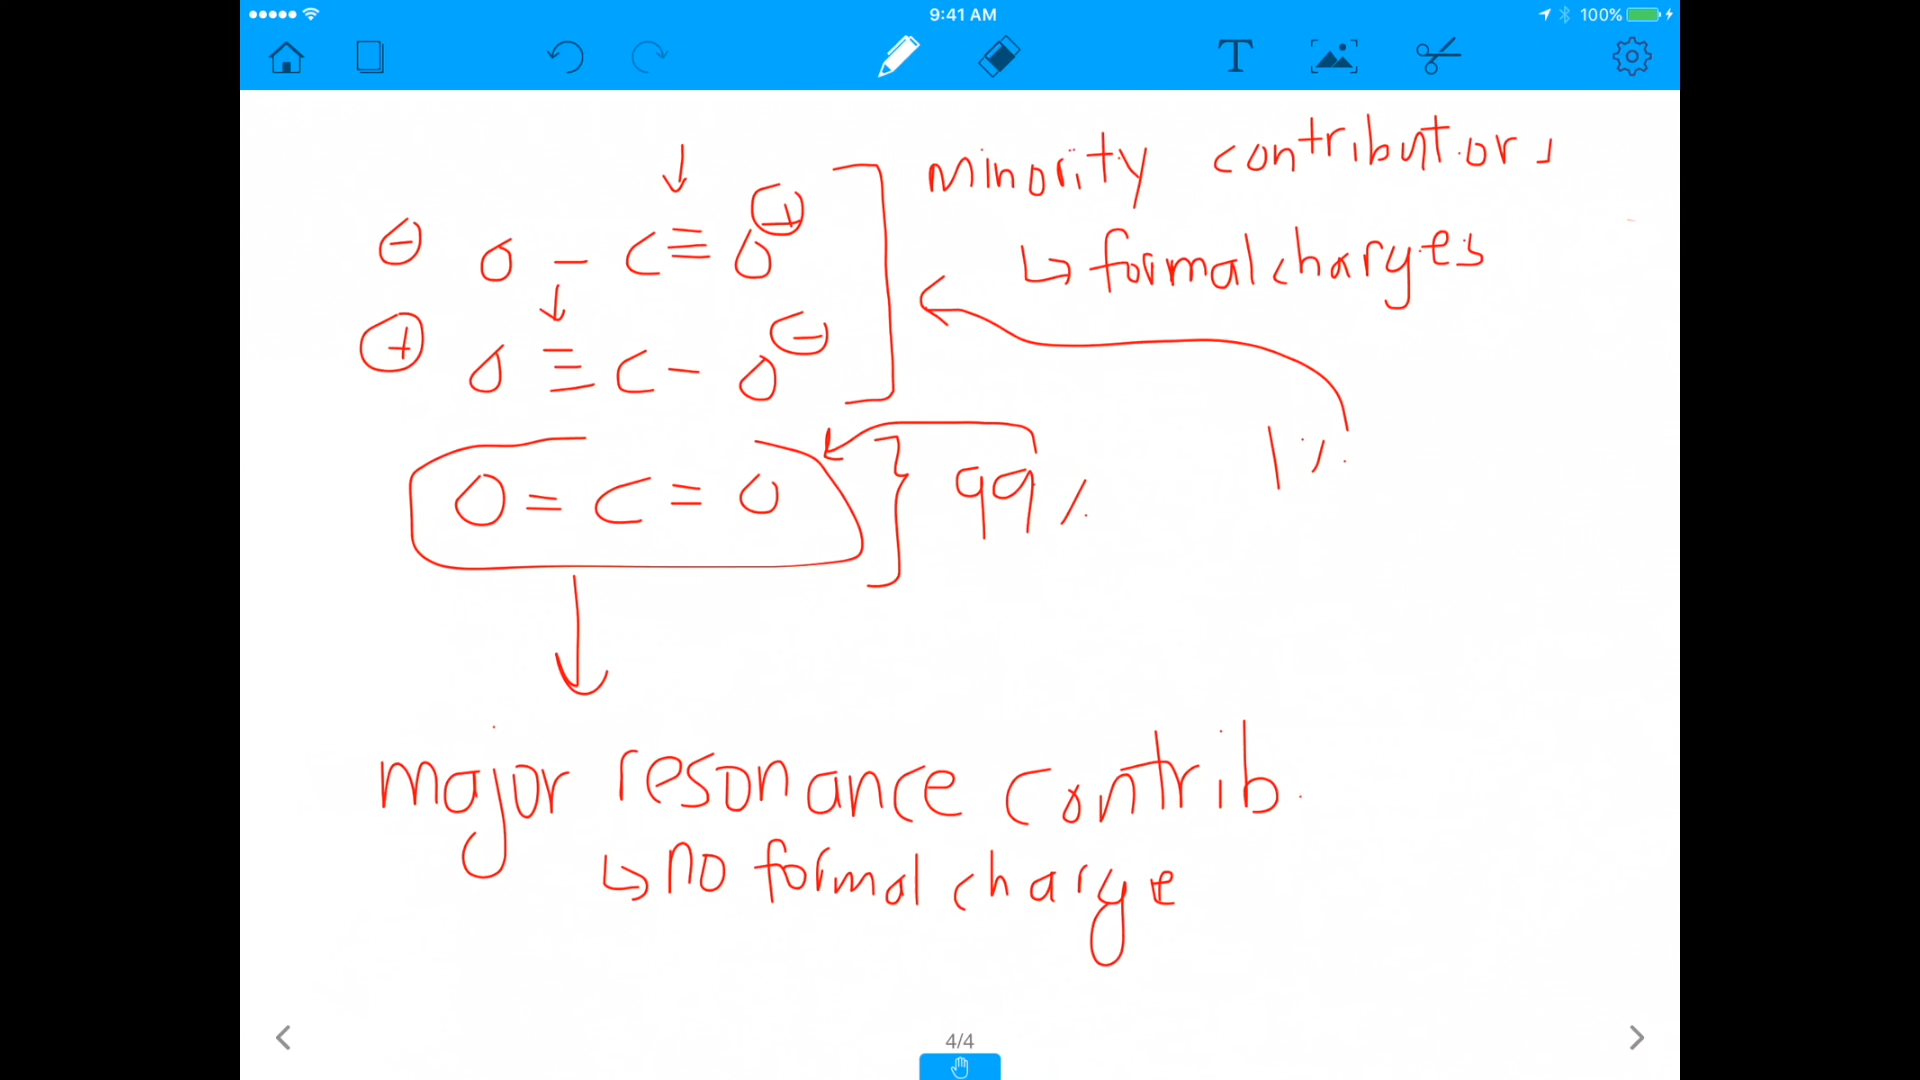 9:41 AM
100%
T
minority contributors
↳ formal charges
⊖ O – C ≡ O ⊕
⊕ O ≡ C – O ⊖
1%
O = C = O } 99%
major resonance contrib.
↳ no formal charge
4/4